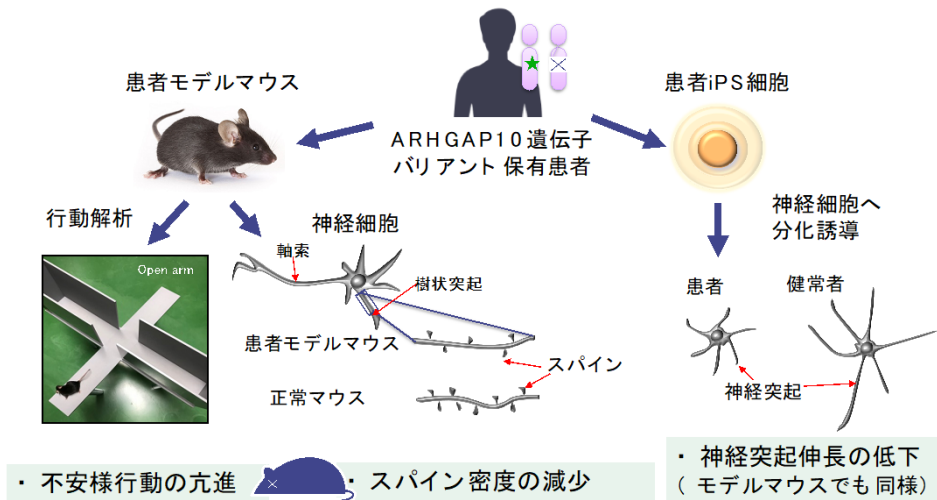 患者モデルマウス
患者iPS細胞
ARHGAP10遺伝子
バリアント保有患者
行動解析
Open arm
神経細胞
軸索
樹状突起
患者モデルマウス
スパイン
正常マウス
神経細胞へ
分化誘導
患者
健常者
神経突起
・不安様行動の亢進
・スパイン密度の減少
・神経突起伸長の低下
(モデルマウスでも同様)